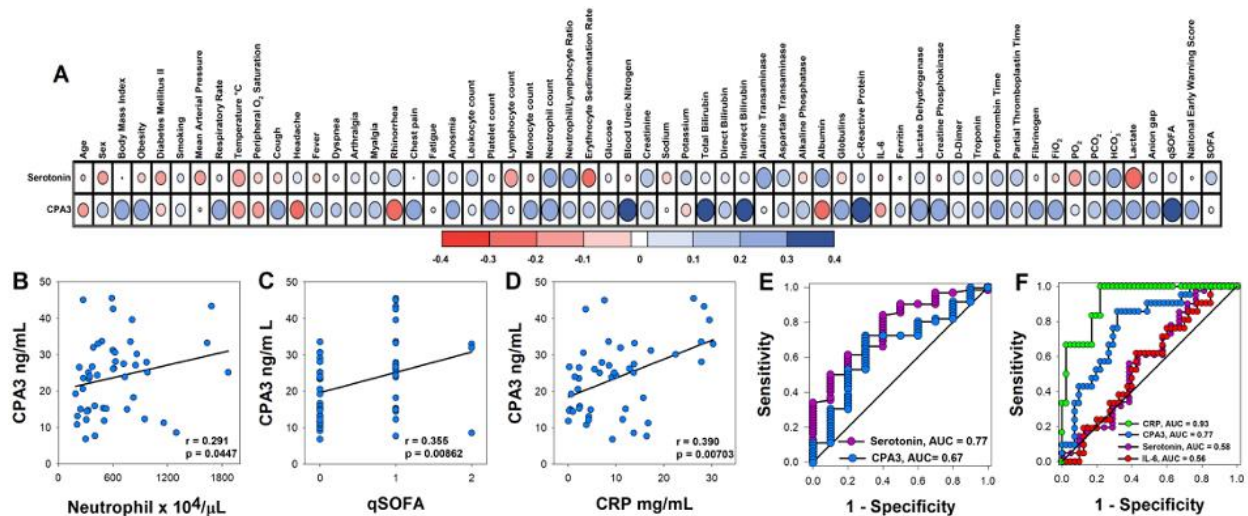 A
Age
Sex
Body Mass Index
Obesity
Diabetes Mellitus II
Smoking
Mean Arterial Pressure
Respiratory Rate
Temperature °C
Peripheral O₂ Saturation
Cough
Headache
Fever
Dyspnea
Arthralgia
Myalgia
Rhinorrhea
Chest pain
Fatigue
Anosmia
Leukocyte count
Platelet count
Lymphocyte count
Monocyte count
Neutrophil count
Neutrophil/Lymphocyte Ratio
Erythrocyte Sedimentation Rate
Glucose
Blood Ureic Nitrogen
Creatinine
Sodium
Potassium
Total Bilirubin
Direct Bilirubin
Indirect Bilirubin
Alanine Transaminase
Aspartate Transaminase
Alkaline Phosphatase
Albumin
Globulins
C-Reactive Protein
IL-6
Ferritin
Lactate Dehydrogenase
Creatine Phosphokinase
D-Dimer
Troponin
Prothrombin Time
Partial Thromboplastin Time
Fibrinogen
FIO₂
PO₂
PCO₂
HCO₃⁻
Lactate
Anion gap
qSOFA
National Early Warning Score
SOFA
Serotonin
CPA3
-0.4 -0.3 -0.2 -0.1 0 0.1 0.2 0.3 0.4
B
CPA3 ng/mL
50
40
30
20
10
0
r = 0.291
p = 0.0447
0 600 1200 1800
Neutrophil x 10⁴/µL
C
CPA3 ng/m L
50
40
30
20
10
0
r = 0.355
p = 0.00862
0 1 2
qSOFA
D
CPA3 ng/mL
50
40
30
20
10
0
r = 0.390
p = 0.00703
0 10 20 30
CRP mg/mL
E
Sensitivity
1.0
0.8
0.6
0.4
0.2
0.0
Serotonin, AUC = 0.77
CPA3, AUC= 0.67
0.0 0.2 0.4 0.6 0.8 1.0
1 - Specificity
F
Sensitivity
1.0
0.8
0.6
0.4
0.2
0.0
CRP, AUC = 0.93
CPA3, AUC = 0.77
Serotonin, AUC = 0.58
IL-6, AUC = 0.56
0.0 0.2 0.4 0.6 0.8 1.0
1 - Specificity